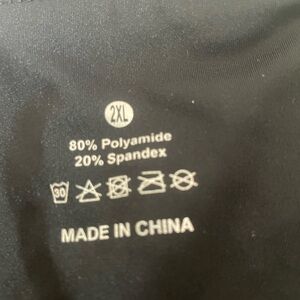 2XL
80% Polyamide
20% Spandex
30
MADE IN CHINA